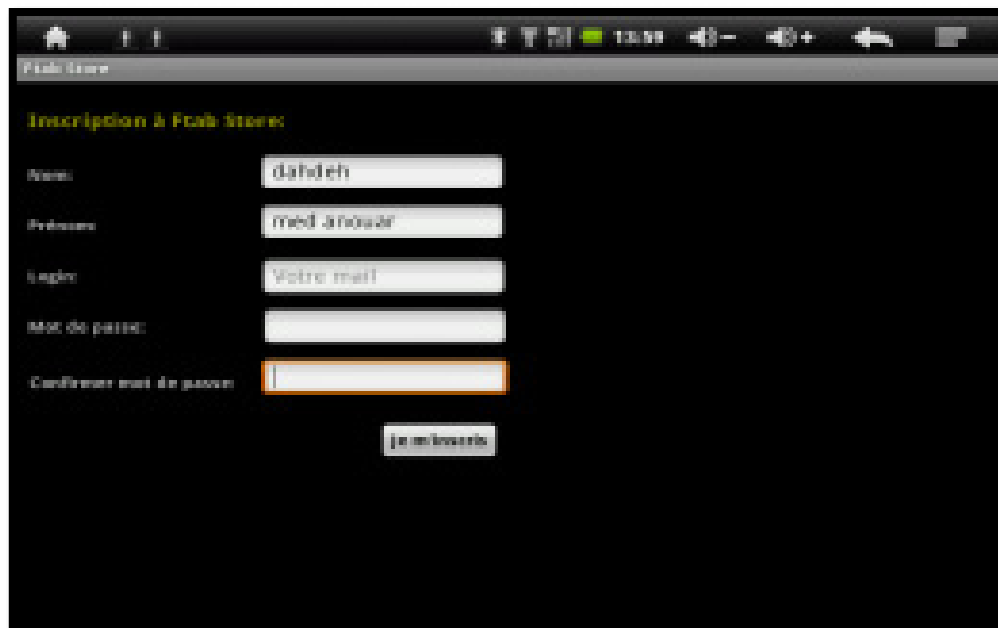 13:59
Ftab Store
Inscription à Ftab Store:
Nom: dahdeh
Prénom: med anouar
Login: Votre mail
Mot de passe:
Confirmer mot de passe:
je m'inscris